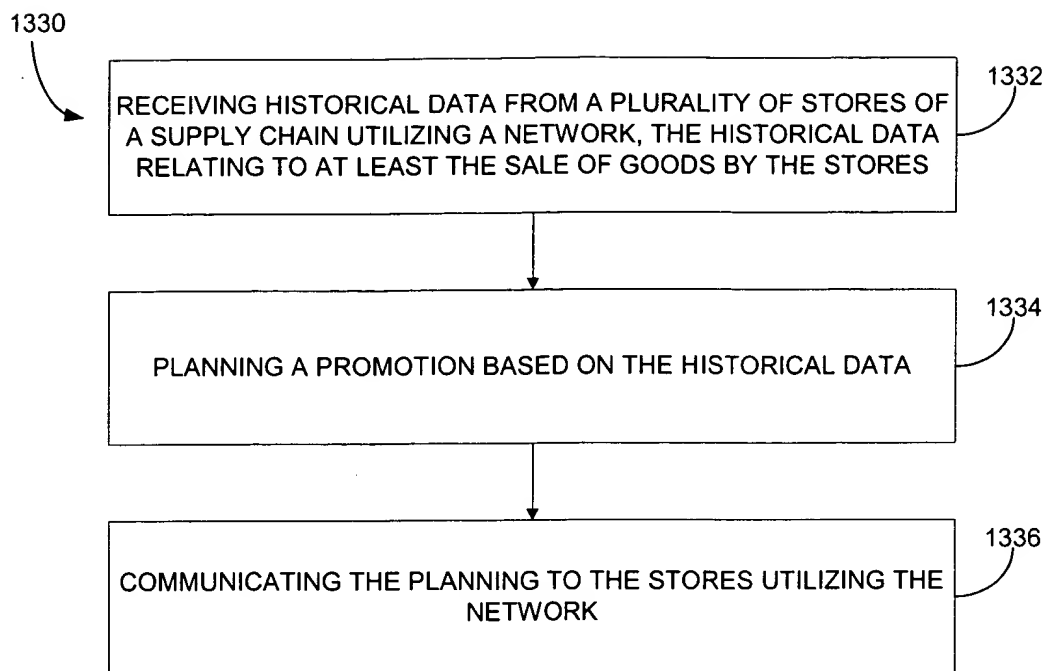 1330
1332
RECEIVING HISTORICAL DATA FROM A PLURALITY OF STORES OF
A SUPPLY CHAIN UTILIZING A NETWORK, THE HISTORICAL DATA
RELATING TO AT LEAST THE SALE OF GOODS BY THE STORES
1334
PLANNING A PROMOTION BASED ON THE HISTORICAL DATA
1336
COMMUNICATING THE PLANNING TO THE STORES UTILIZING THE
NETWORK